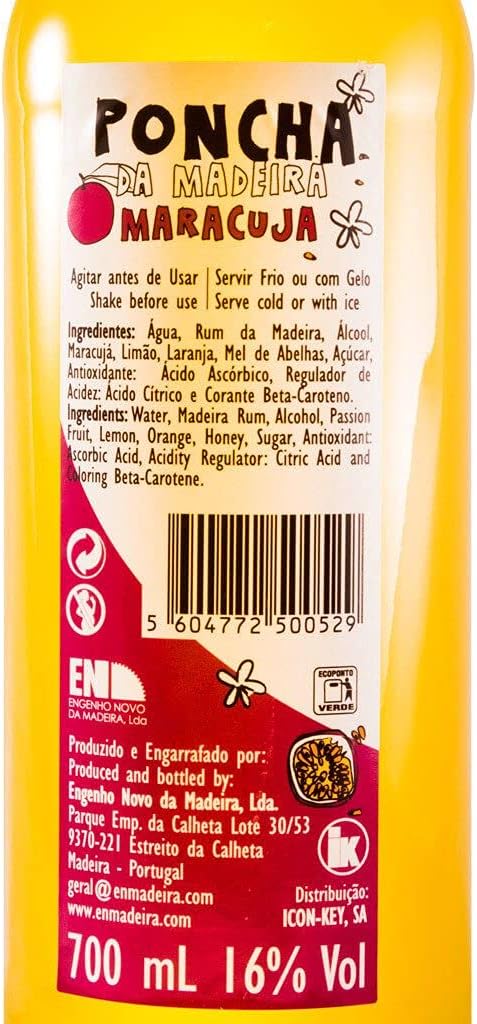 PONCHA
DA MADEIRA
MARACUJA
Agitar antes de Usar | Servir Frio ou com Gelo
Shake before use | Serve cold or with ice
Ingredientes: Água, Rum da Madeira, Álcool,
Maracujá, Limão, Laranja, Mel de Abelhas, Açúcar,
Antioxidante: Ácido Ascórbico, Regulador de
Acidez: Ácido Cítrico e Corante Beta-Caroteno.
Ingredients: Water, Madeira Rum, Alcohol, Passion
Fruit, Lemon, Orange, Honey, Sugar, Antioxidant:
Ascorbic Acid, Acidity Regulator: Citric Acid and
Coloring Beta-Carotene.
5 604772 500529
EN
ENGENHO NOVO
DA MADEIRA, Lda
ECOPONTO
VERDE
Produzido e Engarrafado por:
Produced and bottled by:
Engenho Novo da Madeira, Lda.
Parque Emp. da Calheta Lote 30/53
9370-221 Estreito da Calheta
Madeira - Portugal
geral@enmadeira.com
www.enmadeira.com
ik
Distribuição:
ICON-KEY, SA
700 mL 16% Vol